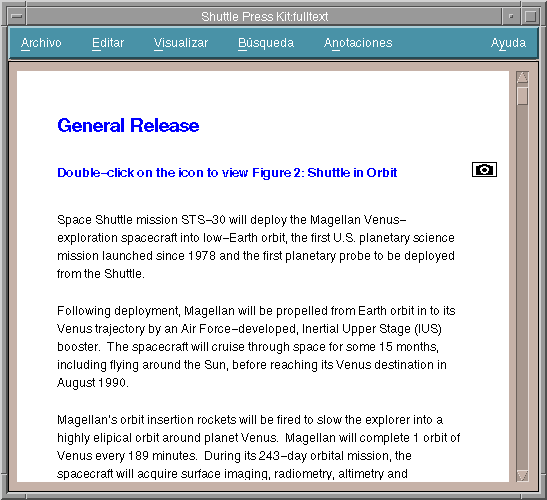 Shuttle Press Kit:fulltext
Archivo Editar Visualizar Búsqueda Anotaciones Ayuda
General Release
Double-click on the icon to view Figure 2: Shuttle in Orbit
Space Shuttle mission STS-30 will deploy the Magellan Venus-
exploration spacecraft into low-Earth orbit, the first U.S. planetary science
mission launched since 1978 and the first planetary probe to be deployed
from the Shuttle.
Following deployment, Magellan will be propelled from Earth orbit in to its
Venus trajectory by an Air Force-developed, Inertial Upper Stage (IUS)
booster. The spacecraft will cruise through space for some 15 months,
including flying around the Sun, before reaching its Venus destination in
August 1990.
Magellan's orbit insertion rockets will be fired to slow the explorer into a
highly elipical orbit around planet Venus. Magellan will complete 1 orbit of
Venus every 189 minutes. During its 243-day orbital mission, the
spacecraft will acquire surface imaging, radiometry, altimetry and